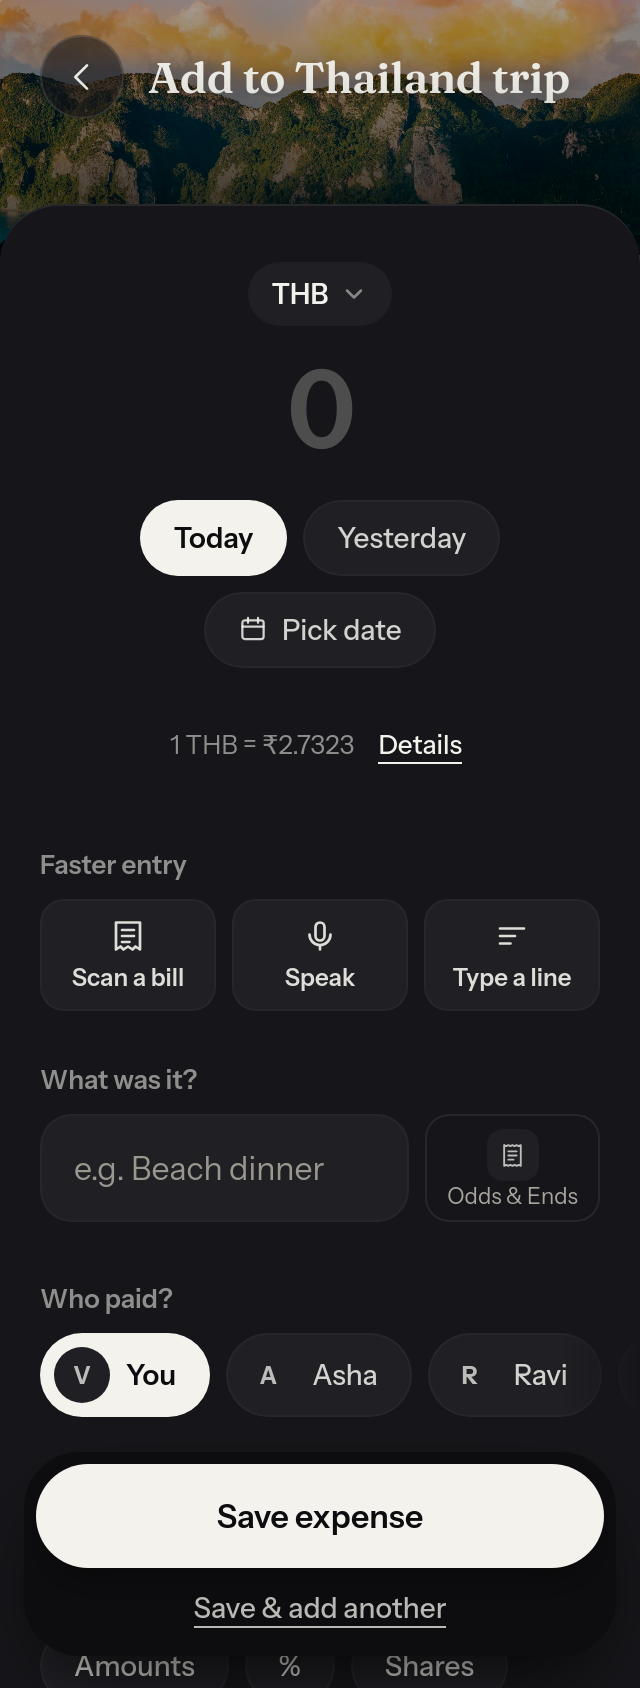 Add to Thailand trip
THB
0
Today Yesterday
Pick date
1 THB = ₹2.7323 Details
Faster entry
Scan a bill Speak Type a line
What was it?
e.g. Beach dinner
Odds & Ends
Who paid?
V You A Asha R Ravi
Save expense
Save & add another
Amounts % Shares